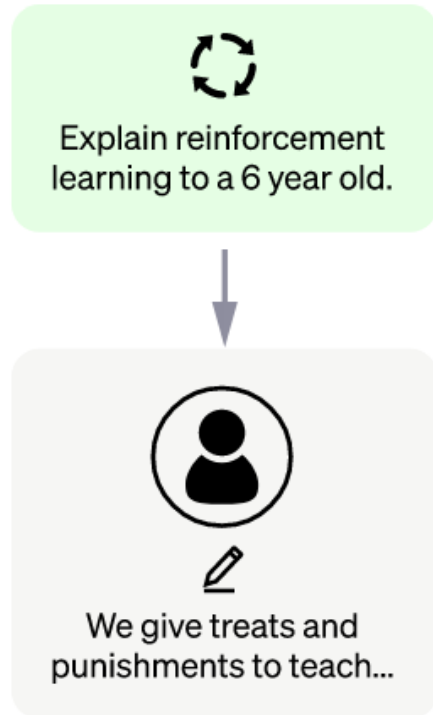 Explain reinforcement
learning to a 6 year old.
We give treats and
punishments to teach...